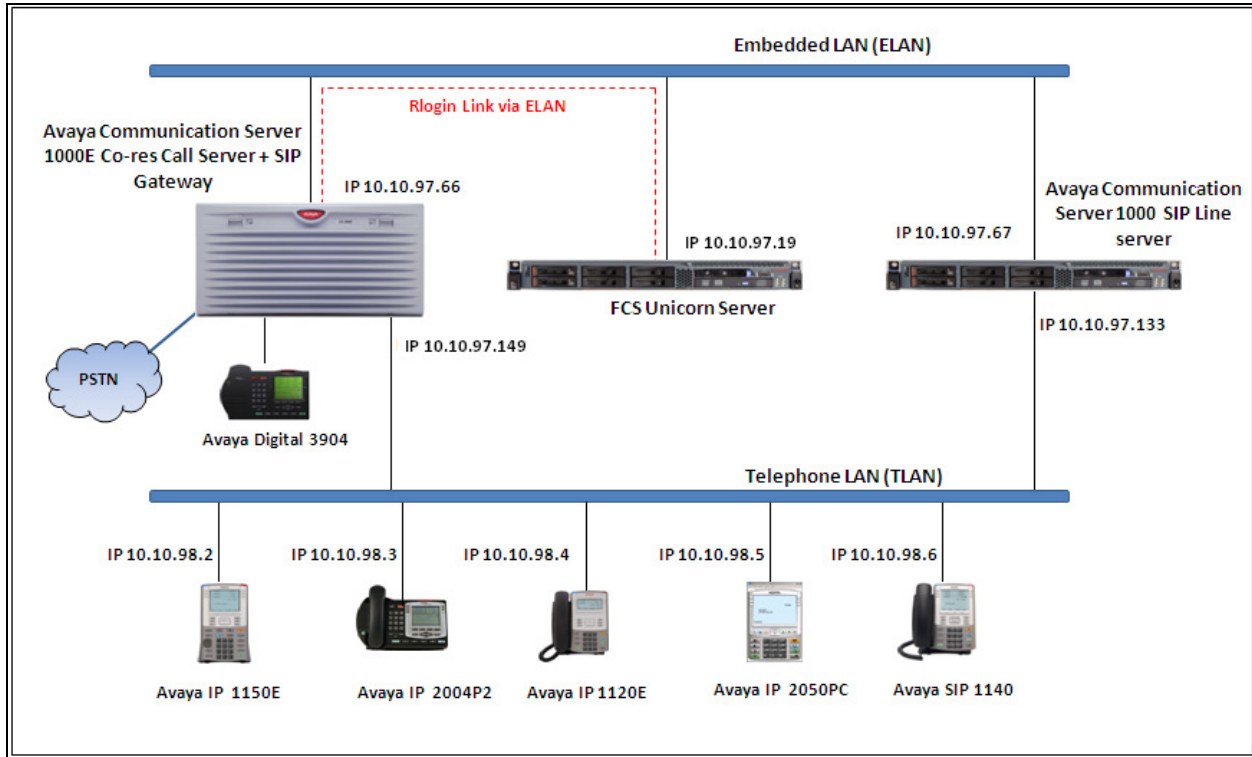 Embedded LAN (ELAN)
Rlogin Link via ELAN
Avaya Communication Server
1000E Co-res Call Server + SIP
Gateway
IP 10.10.97.66
IP 10.10.97.19
FCS Unicorn Server
Avaya Communication
Server 1000 SIP Line
server
IP 10.10.97.67
IP 10.10.97.133
IP 10.10.97.149
PSTN
Avaya Digital 3904
Telephone LAN (TLAN)
IP 10.10.98.2
IP 10.10.98.3
IP 10.10.98.4
IP 10.10.98.5
IP 10.10.98.6
Avaya IP 1150E
Avaya IP 2004P2
Avaya IP 1120E
Avaya IP 2050PC
Avaya SIP 1140